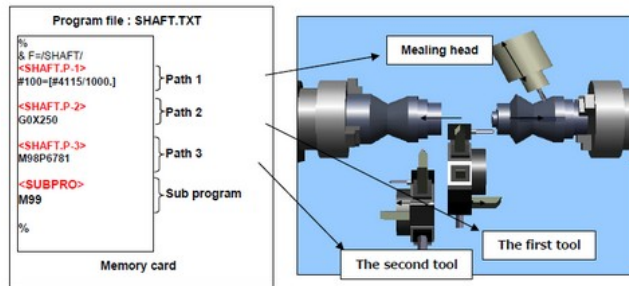 Program file : SHAFT.TXT
%
& F=/SHAFT/
<SHAFT.P-1>
#100=[#4115/1000.]
Path 1
<SHAFT.P-2>
G0X250
Path 2
<SHAFT.P-3>
M98P6781
Path 3
<SUBPRO>
M99
Sub program
%
Memory card
Mealing head
The first tool
The second tool